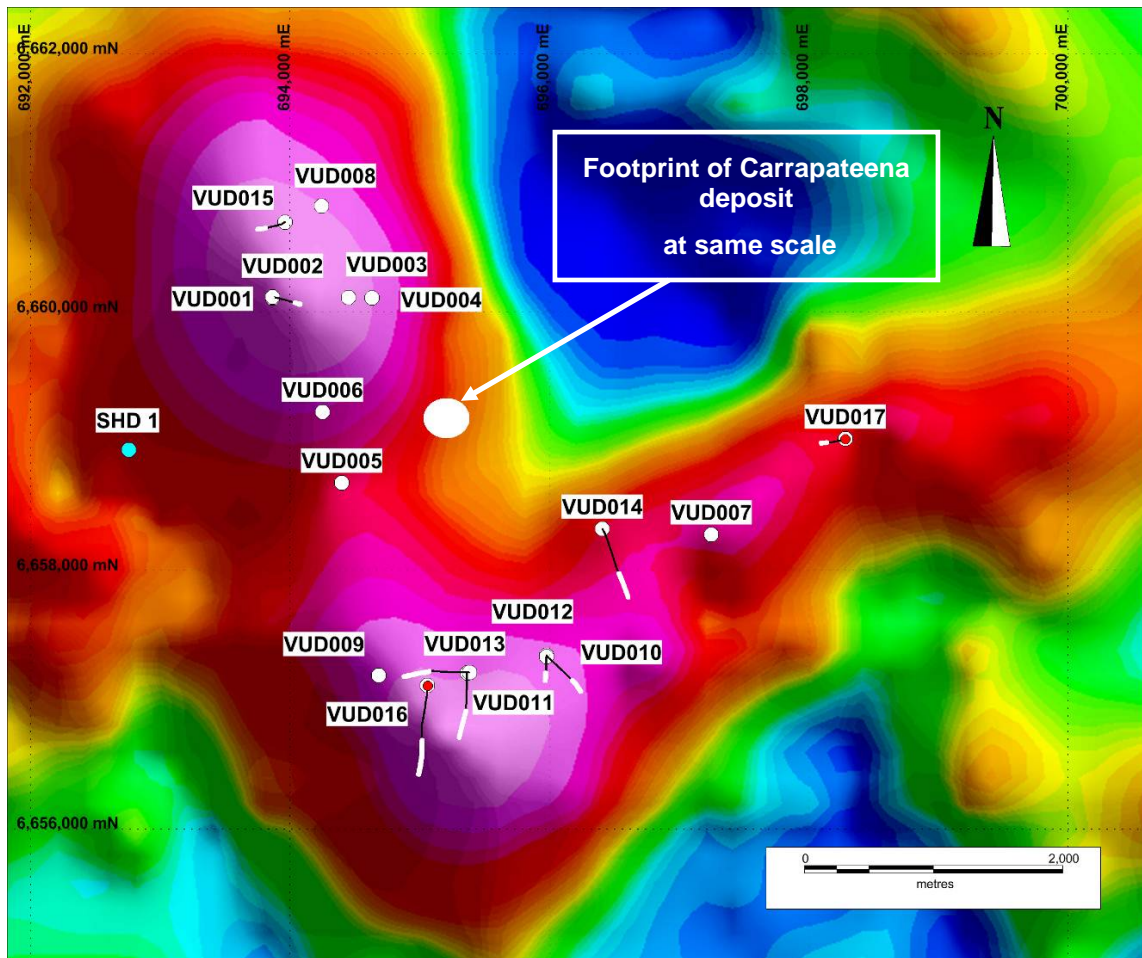 6,662,000 mN
692,000 mE
694,000 mE
696,000 mE
698,000 mE
700,000 mE
N
Footprint of Carrapateena
deposit
at same scale
VUD008
VUD015
VUD002
VUD003
VUD001
VUD004
6,660,000 mN
VUD006
SHD 1
VUD005
VUD017
VUD014
VUD007
6,658,000 mN
VUD012
VUD009
VUD013
VUD010
VUD016
VUD011
6,656,000 mN
0
2,000
metres